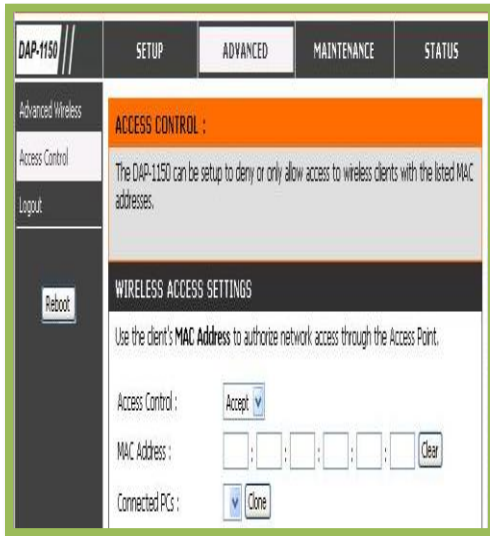 DAP-1150 SETUP ADVANCED MAINTENANCE STATUS
Advanced Wireless
Access Control
Logout
Reboot
ACCESS CONTROL :
The DAP-1150 can be setup to deny or only allow access to wireless clients with the listed MAC
addresses.
WIRELESS ACCESS SETTINGS
Use the client's MAC Address to authorize network access through the Access Point.
Access Control : Accept
MAC Address : : : : : : Clear
Connected PCs : Clone